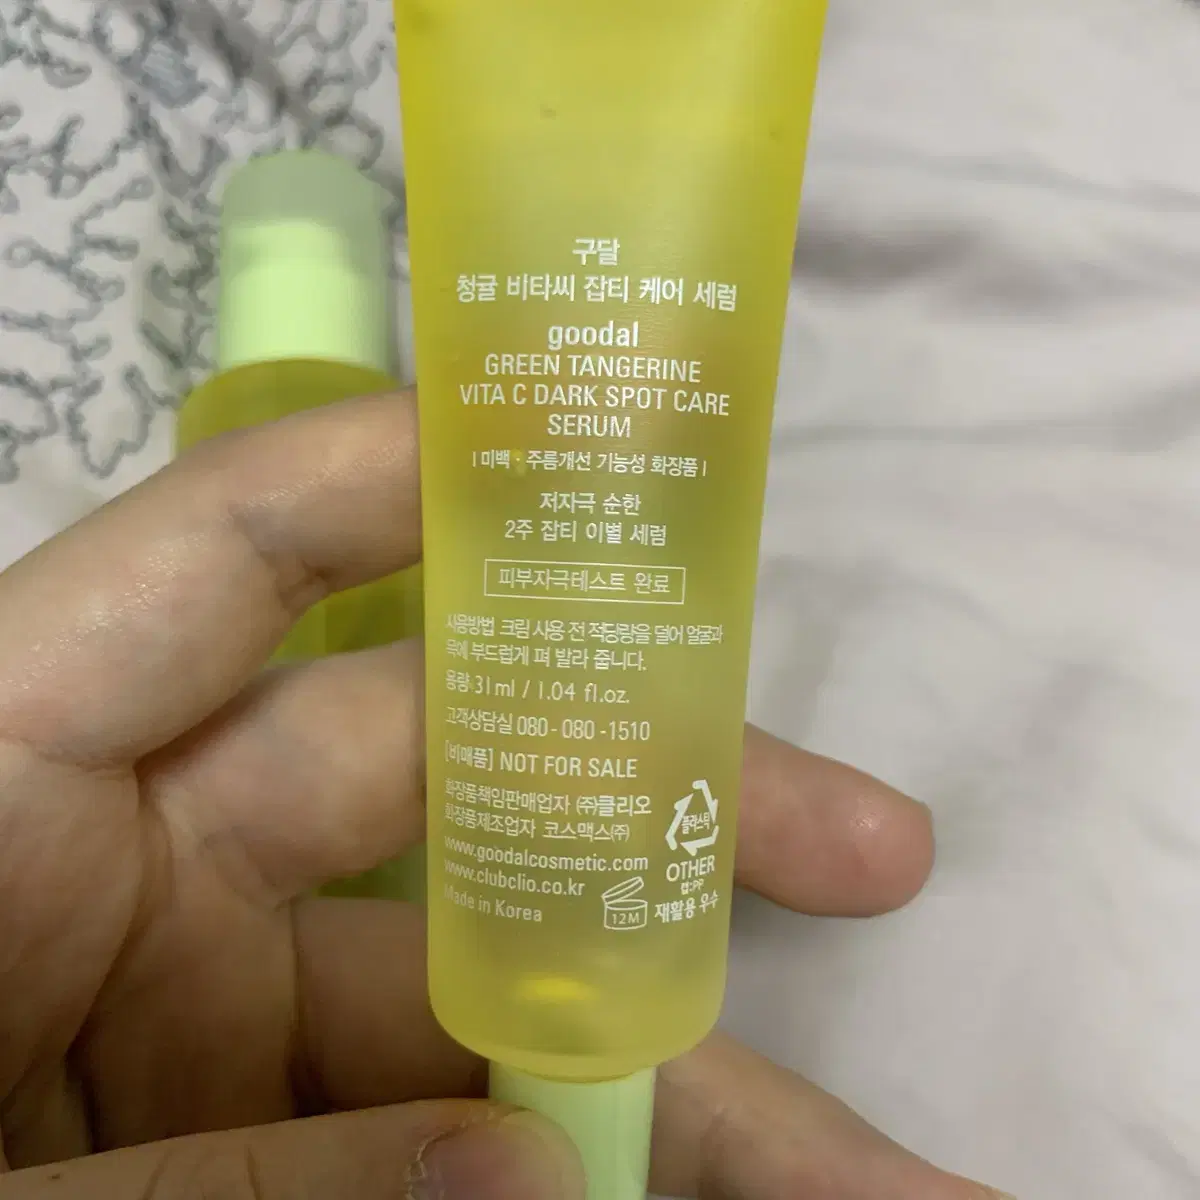 구달
청귤 비타씨 잡티 케어 세럼
goodal
GREEN TANGERINE
VITA C DARK SPOT CARE
SERUM
| 미백 · 주름개선 기능성 화장품 |
저자극 순한
2주 잡티 이별 세럼
피부자극테스트 완료
사용방법 크림 사용 전 적당량을 덜어 얼굴과
목에 부드럽게 펴 발라 줍니다.
용량 31ml / 1.04 fl.oz.
고객상담실 080-080-1510
[비매품] NOT FOR SALE
화장품책임판매업자 ㈜클리오
화장품제조업자 코스맥스㈜
www.goodalcosmetic.com
www.clubclio.co.kr
Made in Korea
12M
플라스틱
OTHER
캡:PP
재활용 우수